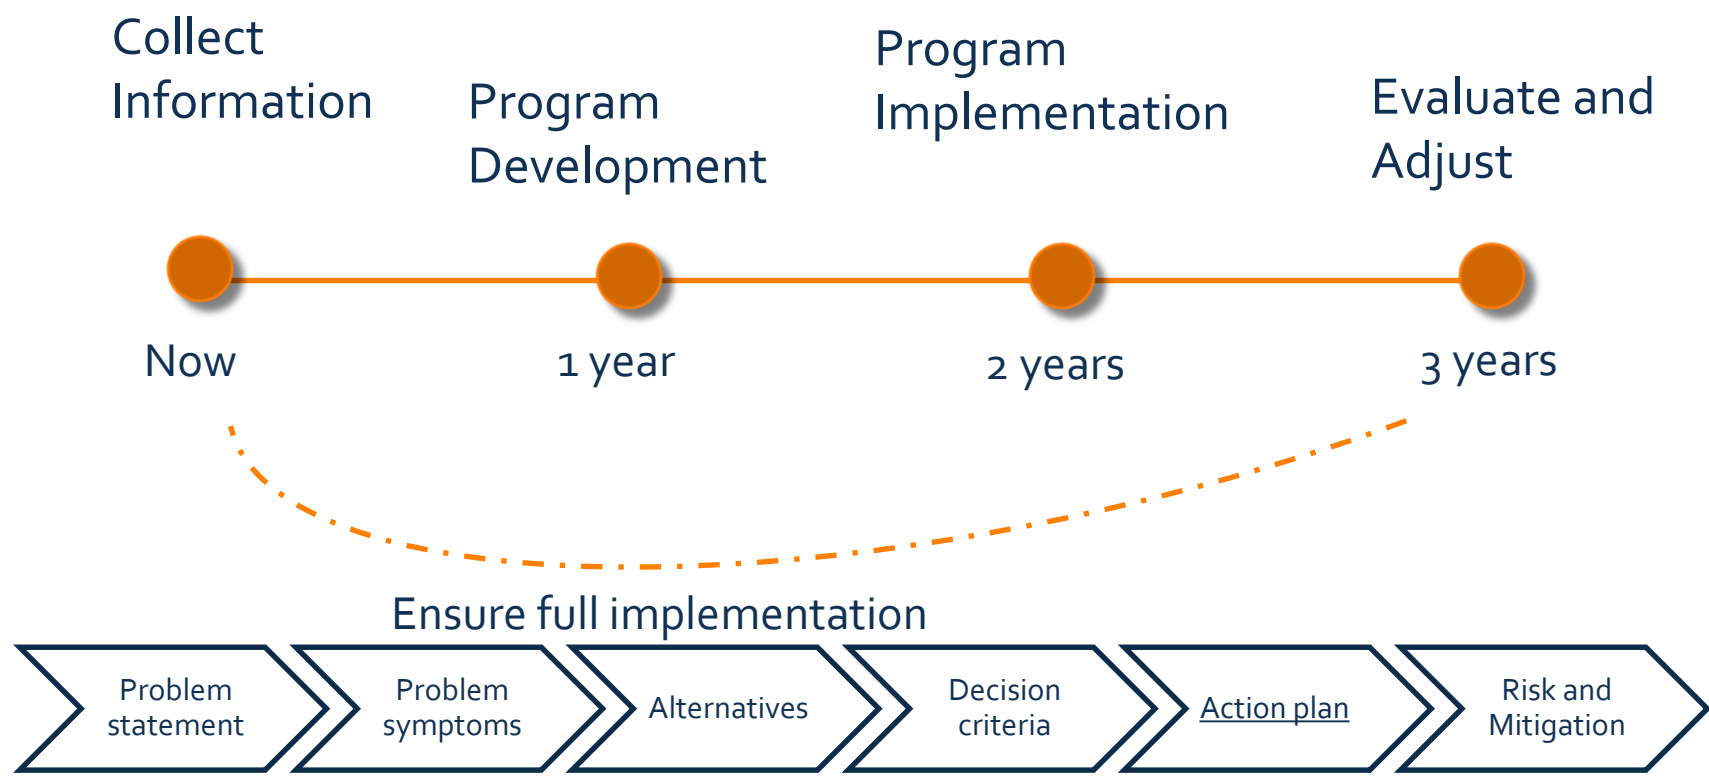 Collect
Information
Program
Development
Program
Implementation
Evaluate and
Adjust
Now
1 year
2 years
3 years
Ensure full implementation
Problem
statement
Problem
symptoms
Alternatives
Decision
criteria
Action plan
Risk and
Mitigation